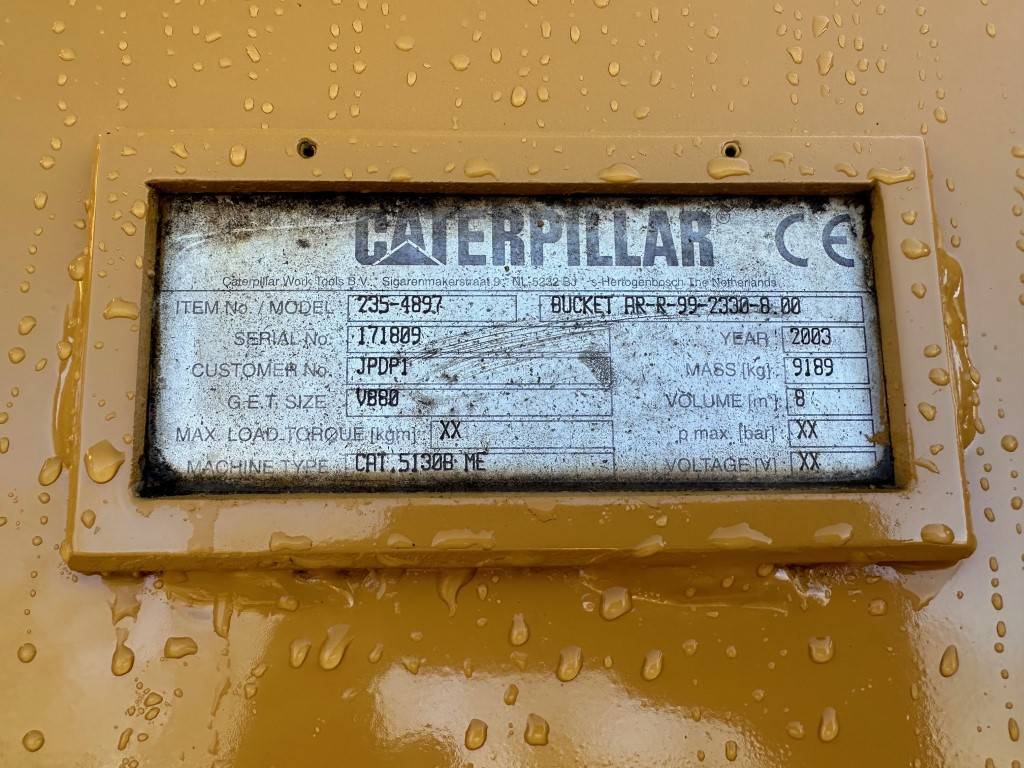 CATERPILLAR® CE
Caterpillar Work Tools B.V., Sigarenmakerstraat 9, NL-5232 BJ 's-Hertogenbosch The Netherlands
ITEM No. / MODEL 235-4897 BUCKET AR-R-99-2330-8.00
SERIAL No. 171809 YEAR 2003
CUSTOMER No. JPDP1 MASS [kg] 9189
G.E.T. SIZE V880 VOLUME [m³] 8
MAX. LOAD TORQUE [kgm] XX p max. [bar] XX
MACHINE TYPE CAT 5130B ME VOLTAGE [V] XX